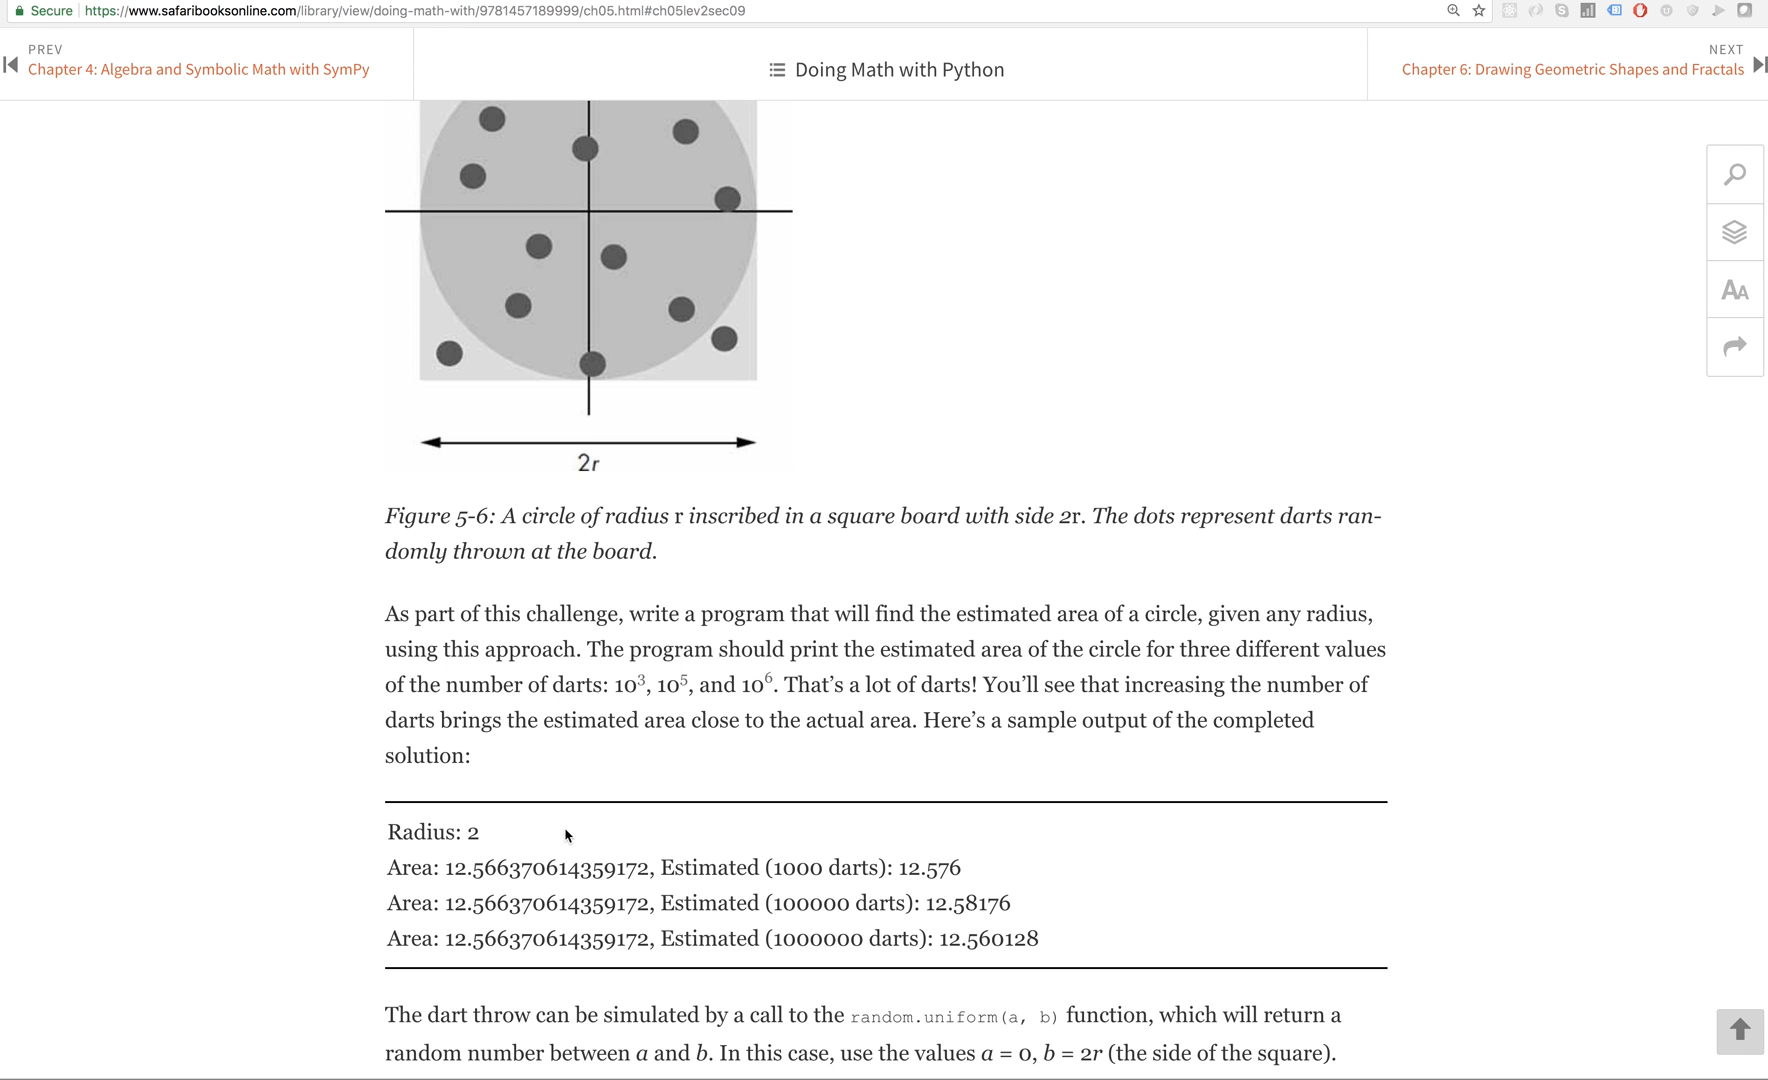 Secure
https://www.safaribooksonline.com/library/view/doing-math-with/9781457189999/ch05.html#ch05lev2sec09
PREV
Chapter 4: Algebra and Symbolic Math with SymPy
Doing Math with Python
NEXT
Chapter 6: Drawing Geometric Shapes and Fractals
AA
2r
Figure 5-6: A circle of radius r inscribed in a square board with side 2r. The dots represent darts ran-
domly thrown at the board.
As part of this challenge, write a program that will find the estimated area of a circle, given any radius,
using this approach. The program should print the estimated area of the circle for three different values
of the number of darts: 10³, 10⁵, and 10⁶. That’s a lot of darts! You’ll see that increasing the number of
darts brings the estimated area close to the actual area. Here’s a sample output of the completed
solution:
Radius: 2
Area: 12.566370614359172, Estimated (1000 darts): 12.576
Area: 12.566370614359172, Estimated (100000 darts): 12.58176
Area: 12.566370614359172, Estimated (1000000 darts): 12.560128
The dart throw can be simulated by a call to the random.uniform(a, b) function, which will return a
random number between a and b. In this case, use the values a = 0, b = 2r (the side of the square).